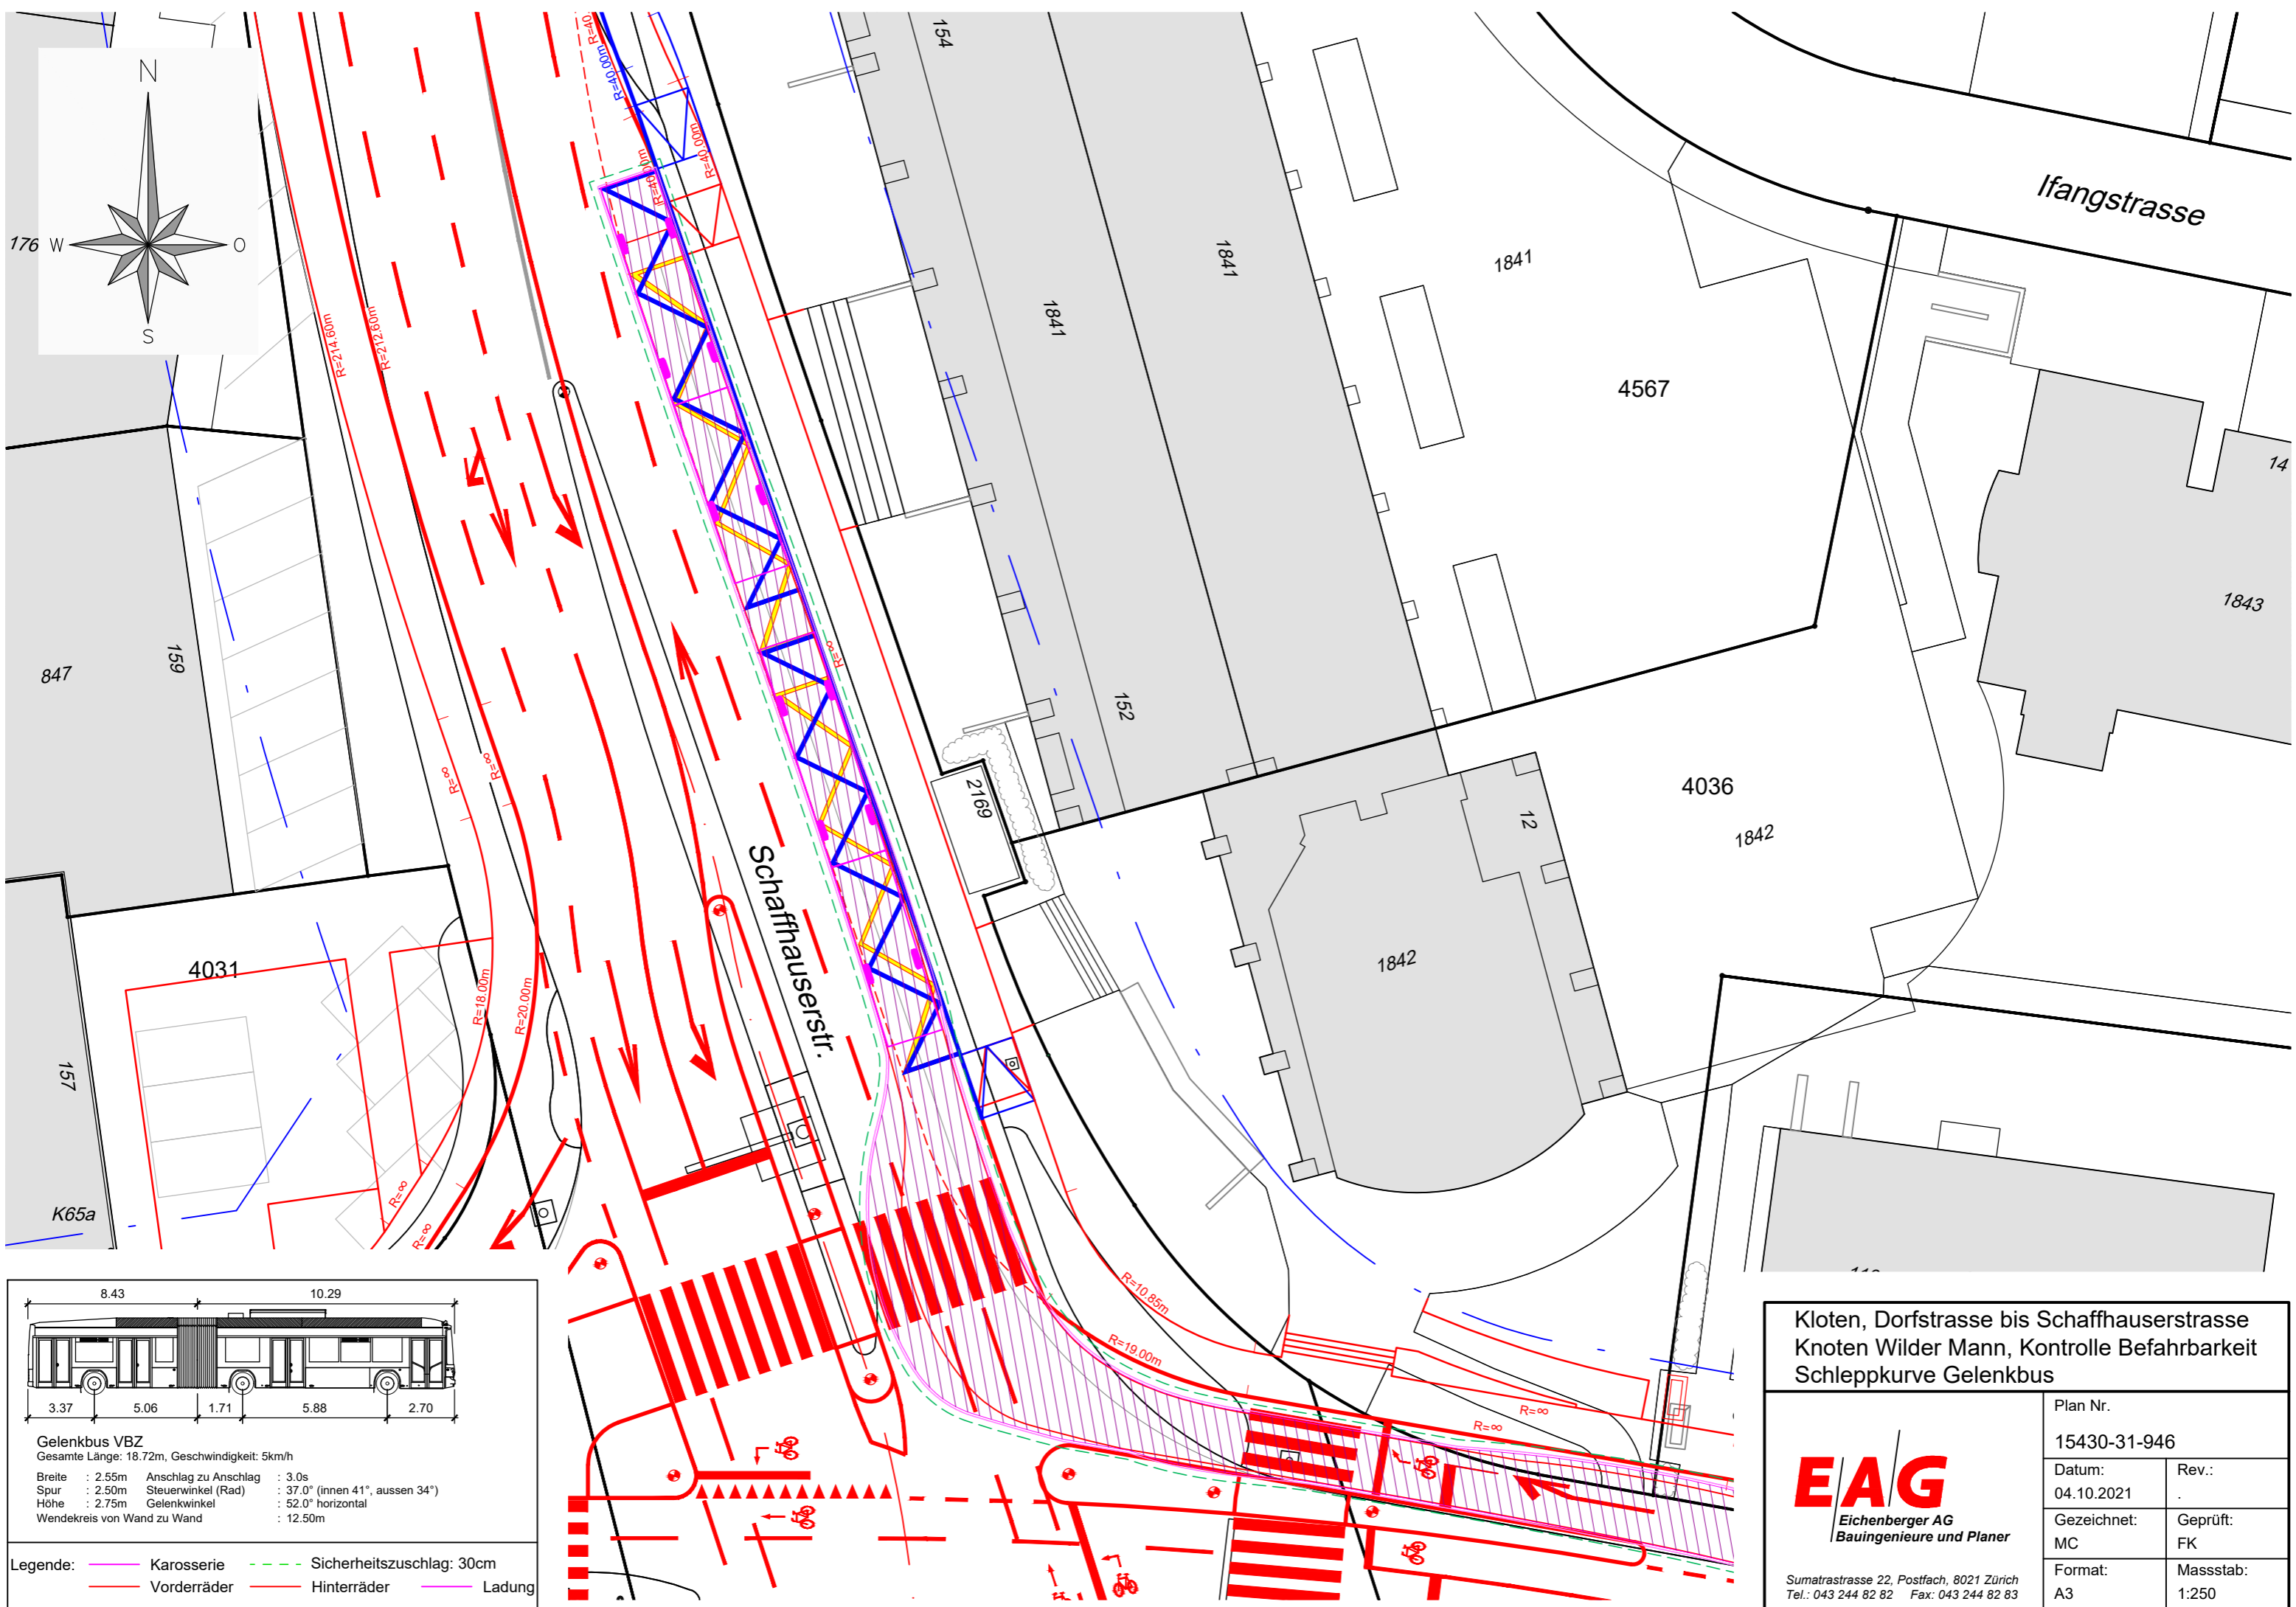 N
W
O
S
176
154
Ifangstrasse
R=40.00m
R=40.00m
R=214.60m
R=212.60m
1841
1841
1841
4567
14
1843
847
159
152
R=∞
R=∞
R=∞
2169
12
4036
1842
1842
Schaffhauserstr.
4031
157
R=18.00m
R=20.00m
K65a
R=∞
R=∞
R=10.85m
R=19.00m
R=∞
R=∞
8.43
10.29
3.37
5.06
1.71
5.88
2.70
Gelenkbus VBZ
Gesamte Länge: 18.72m, Geschwindigkeit: 5km/h
Breite : 2.55m Anschlag zu Anschlag : 3.0s
Spur : 2.50m Steuerwinkel (Rad) : 37.0° (innen 41°, aussen 34°)
Höhe : 2.75m Gelenkwinkel : 52.0° horizontal
Wendekreis von Wand zu Wand : 12.50m
Legende: Karosserie Sicherheitszuschlag: 30cm
Vorderräder Hinterräder Ladung
Kloten, Dorfstrasse bis Schaffhauserstrasse
Knoten Wilder Mann, Kontrolle Befahrbarkeit
Schleppkurve Gelenkbus
EAG
Eichenberger AG
Bauingenieure und Planer
Sumatrastrasse 22, Postfach, 8021 Zürich
Tel.: 043 244 82 82 Fax: 043 244 82 83
Plan Nr.
15430-31-946
Datum: Rev.:
04.10.2021 .
Gezeichnet: Geprüft:
MC FK
Format: Massstab:
A3 1:250